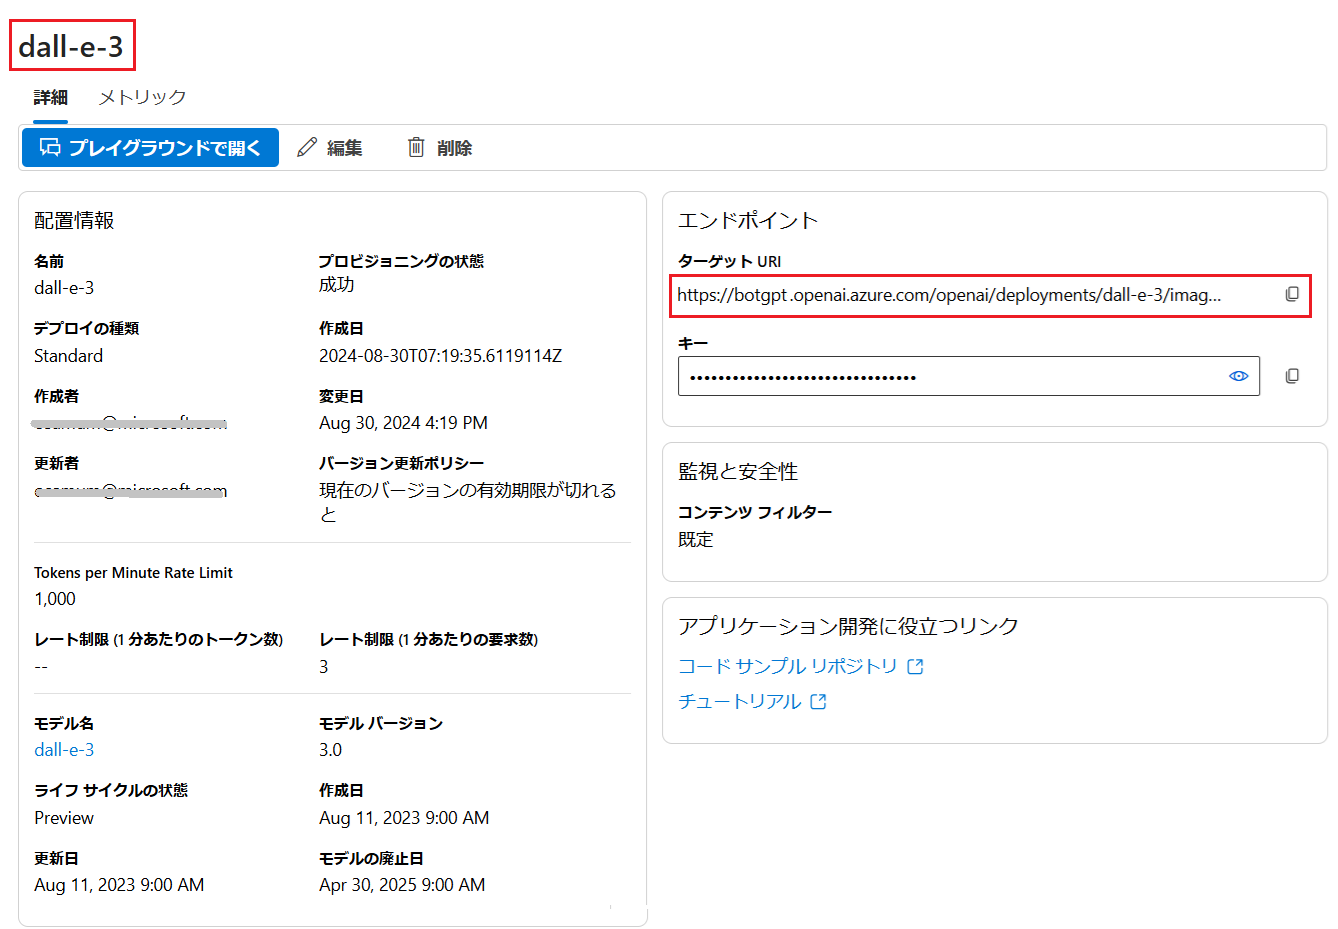 dall-e-3
詳細 メトリック
プレイグラウンドで開く 編集 削除
配置情報
名前 プロビジョニングの状態
dall-e-3 成功
デプロイの種類 作成日
Standard 2024-08-30T07:19:35.6119114Z
作成者 変更日
Aug 30, 2024 4:19 PM
更新者 バージョン更新ポリシー
現在のバージョンの有効期限が切れる
と
Tokens per Minute Rate Limit
1,000
レート制限 (1 分あたりのトークン数) レート制限 (1 分あたりの要求数)
-- 3
モデル名 モデル バージョン
dall-e-3 3.0
ライフ サイクルの状態 作成日
Preview Aug 11, 2023 9:00 AM
更新日 モデルの廃止日
Aug 11, 2023 9:00 AM Apr 30, 2025 9:00 AM
エンドポイント
ターゲット URI
https://botgpt.openai.azure.com/openai/deployments/dall-e-3/imag...
キー
••••••••••••••••••••••••••••••••
監視と安全性
コンテンツ フィルター
既定
アプリケーション開発に役立つリンク
コード サンプル リポジトリ
チュートリアル